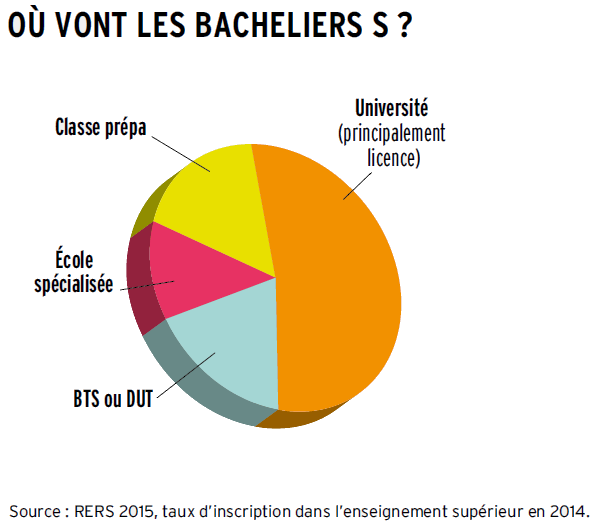 OÙ VONT LES BACHELIERS S ?
Classe prépa
Université
(principalement
licence)
École
spécialisée
BTS ou DUT
Source : RERS 2015, taux d'inscription dans l'enseignement supérieur en 2014.